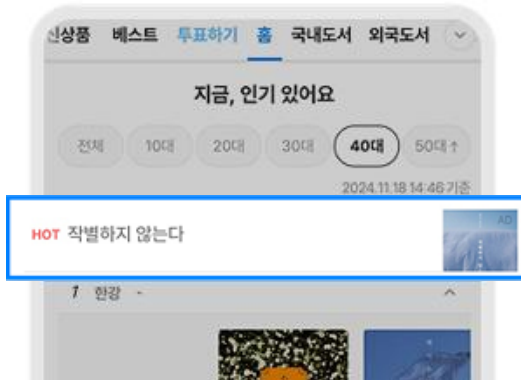 신상품 베스트 투표하기 홈 국내도서 외국도서
지금, 인기 있어요
전체 10대 20대 30대 40대 50대↑
2024.11.18 14:46 기준
HOT 작별하지 않는다
AD
1 한강 -